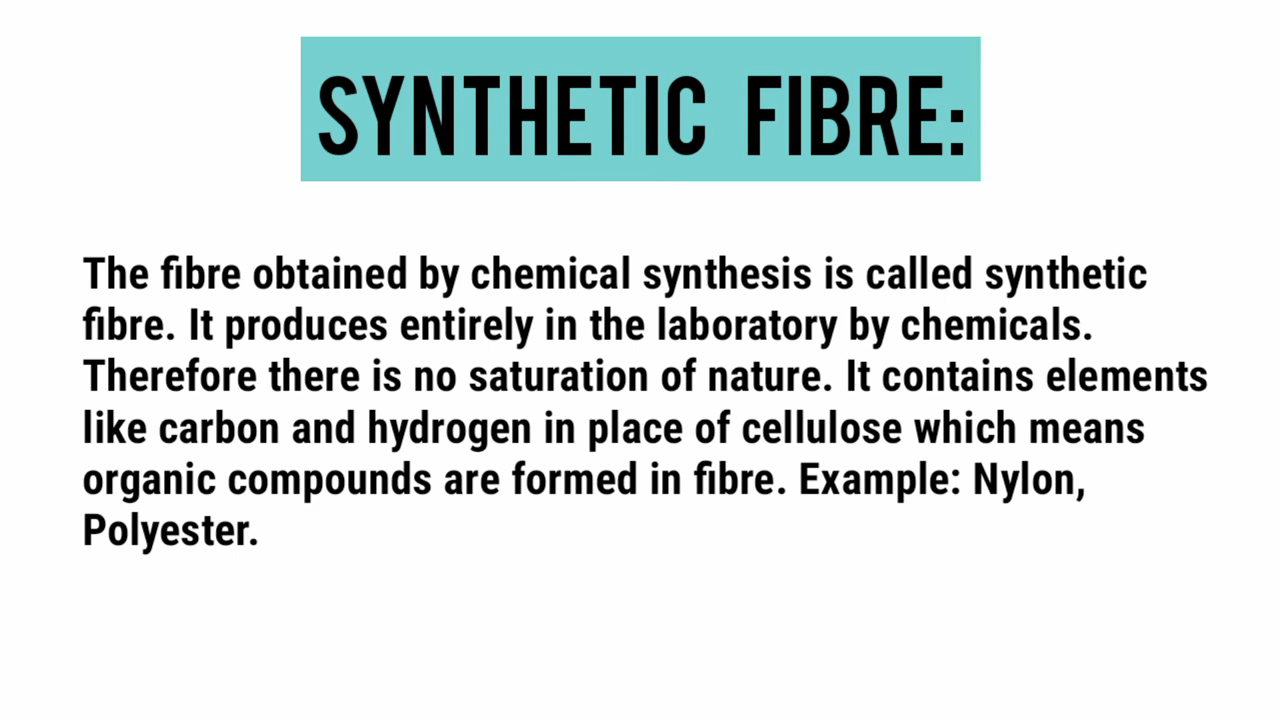 SYNTHETIC FIBRE:
The fibre obtained by chemical synthesis is called synthetic
fibre. It produces entirely in the laboratory by chemicals.
Therefore there is no saturation of nature. It contains elements
like carbon and hydrogen in place of cellulose which means
organic compounds are formed in fibre. Example: Nylon,
Polyester.